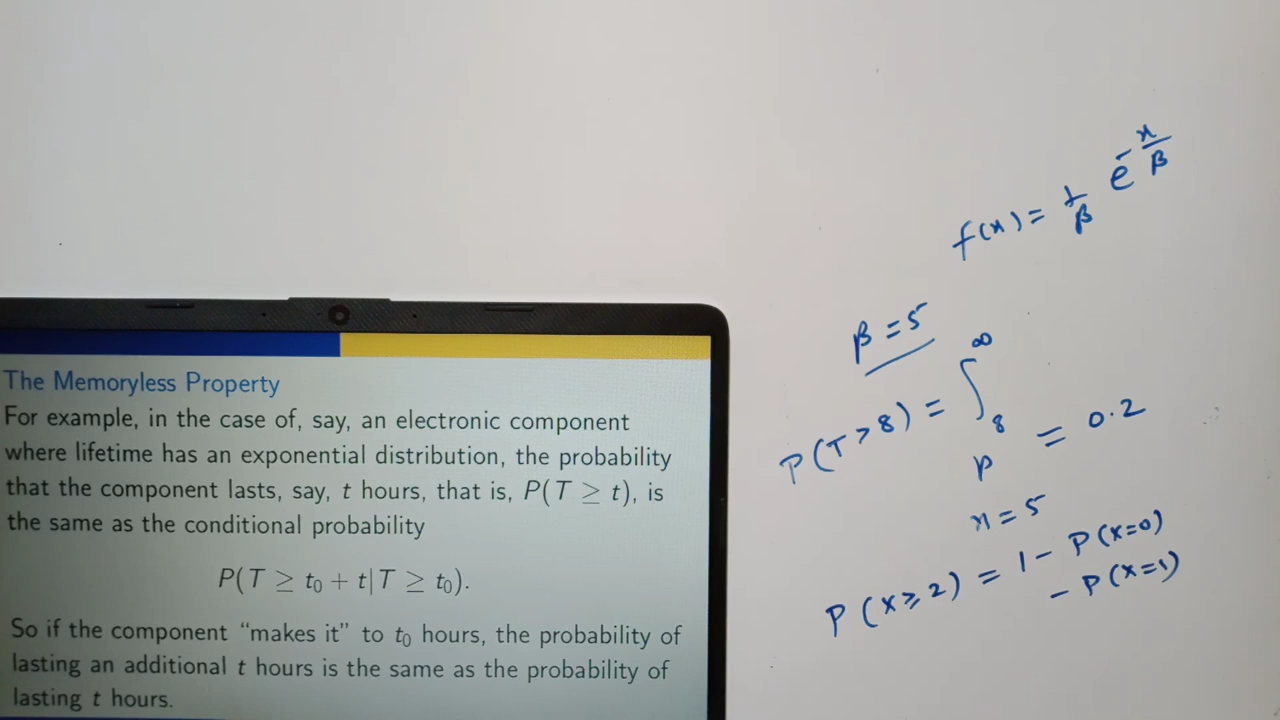 The Memoryless Property
For example, in the case of, say, an electronic component
where lifetime has an exponential distribution, the probability
that the component lasts, say, t hours, that is, P(T ≥ t), is
the same as the conditional probability
P(T ≥ t₀ + t|T ≥ t₀).
So if the component “makes it” to t₀ hours, the probability of
lasting an additional t hours is the same as the probability of
lasting t hours.
f(x) = 1/β e^(-x/β)
β = 5
P(T > 8) = ∫₈^∞
p = 0.2
n = 5
P(X ≥ 2) = 1 - P(X=0)
- P(X=1)